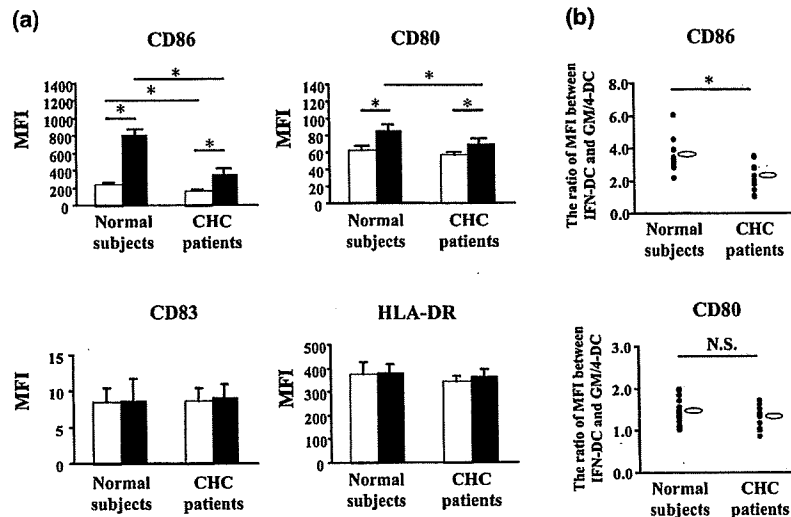 (a)
CD86
MFI
1400
1200
1000
800
600
400
200
0
*
*
*
*
Normal subjects
CHC patients
CD80
MFI
140
120
100
80
60
40
20
0
*
*
*
Normal subjects
CHC patients
CD83
MFI
15
10
5
0
Normal subjects
CHC patients
HLA-DR
MFI
500
400
300
200
100
0
Normal subjects
CHC patients
(b)
CD86
The ratio of MFI between
IFN-DC and GM/4-DC
8.0
6.0
4.0
2.0
0.0
*
Normal subjects
CHC patients
CD80
The ratio of MFI between
IFN-DC and GM/4-DC
3.0
2.0
1.0
0.0
N.S.
Normal subjects
CHC patients